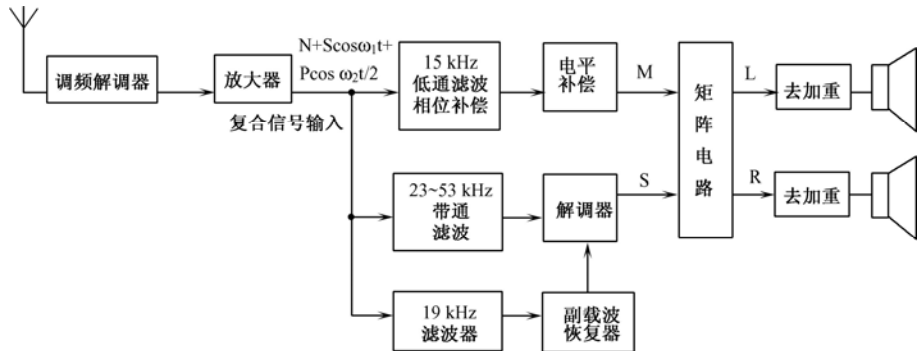 N+Scosω₁t+
Pcos ω₂t/2
调频解调器
放大器
复合信号输入
15 kHz
低通滤波
相位补偿
电平
补偿
M
矩
阵
电
路
L
去加重
23~53 kHz
带通
滤波
解调器
S
R
去加重
19 kHz
滤波器
副载波
恢复器